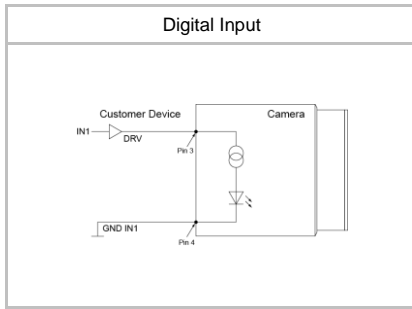 Digital Input
Customer Device
Camera
IN1
DRV
Pin 3
GND IN1
Pin 4